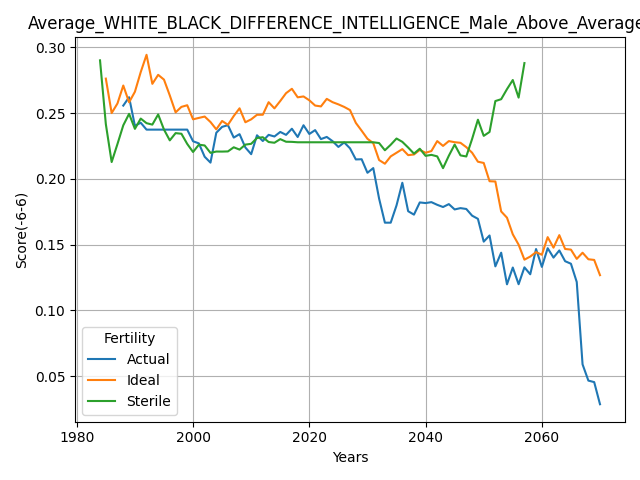 Average_WHITE_BLACK_DIFFERENCE_INTELLIGENCE_Male_Above_Average
0.30
0.25
0.20
0.15
0.10
0.05
Score(-6-6)
Fertility
Actual
Ideal
Sterile
1980
2000
2020
2040
2060
Years